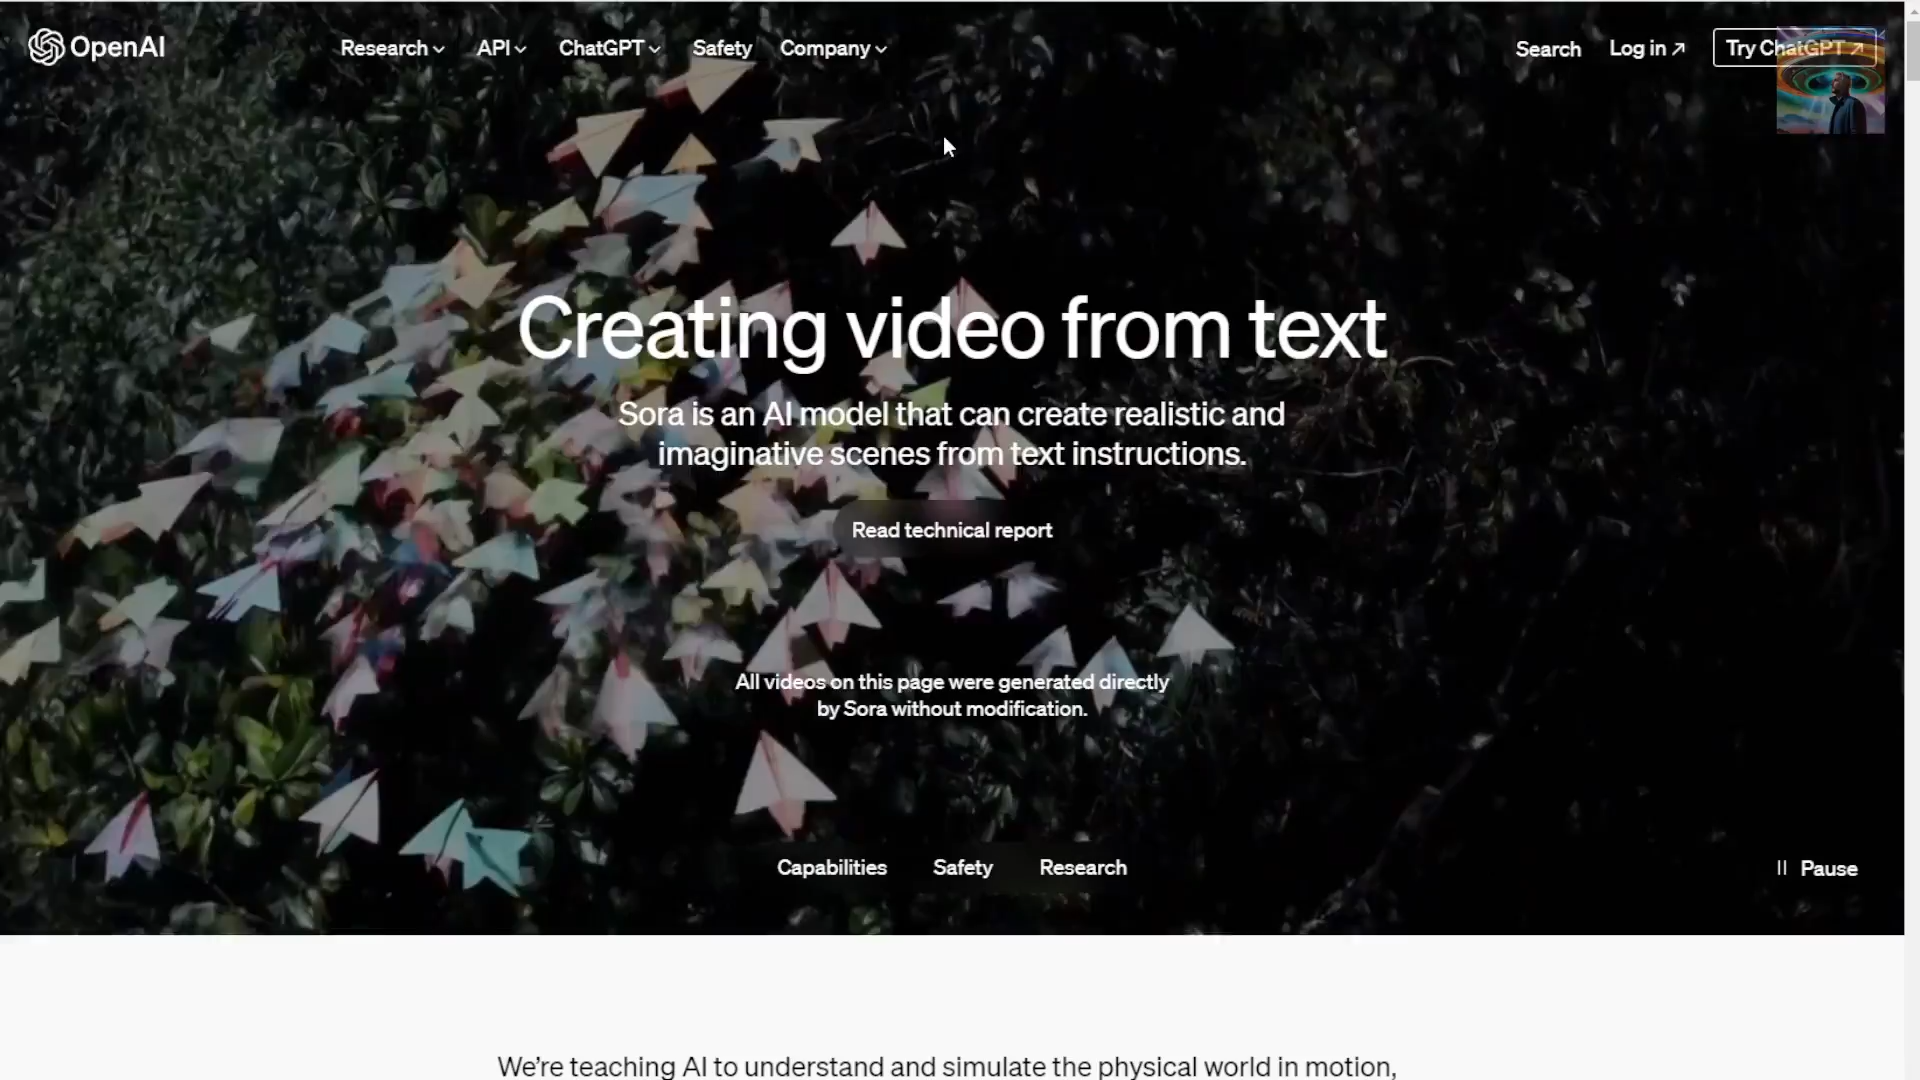 OpenAI
Research
API
ChatGPT
Safety
Company
Search
Log in
Try ChatGPT
Creating video from text
Sora is an AI model that can create realistic and
imaginative scenes from text instructions.
Read technical report
All videos on this page were generated directly
by Sora without modification.
Capabilities
Safety
Research
Pause
We’re teaching AI to understand and simulate the physical world in motion,